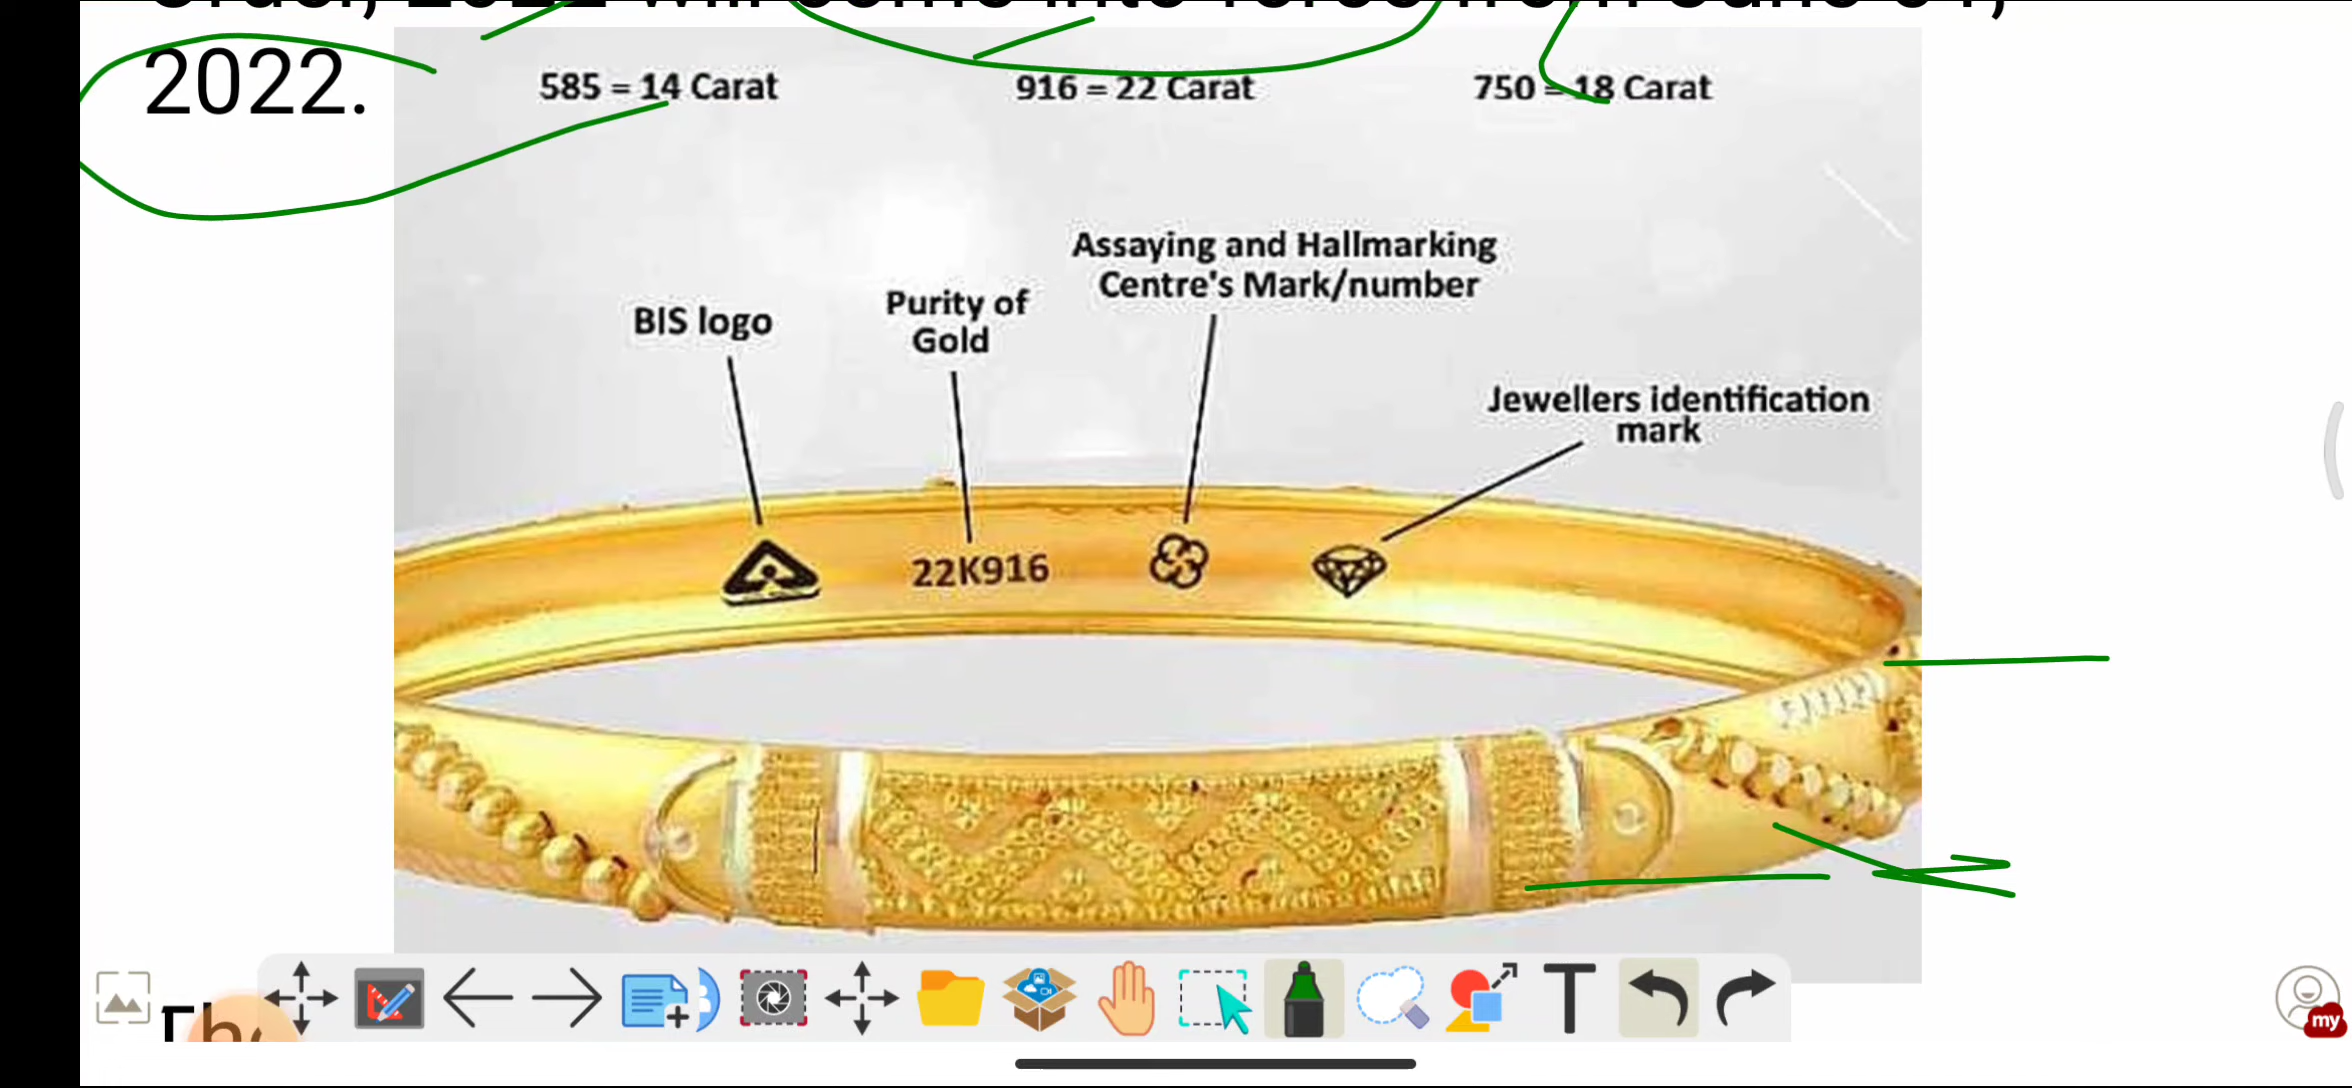 2022.
585 = 14 Carat
916 = 22 Carat
750 = 18 Carat
Assaying and Hallmarking
Centre's Mark/number
Purity of
Gold
BIS logo
Jewellers identification
mark
22K916
my